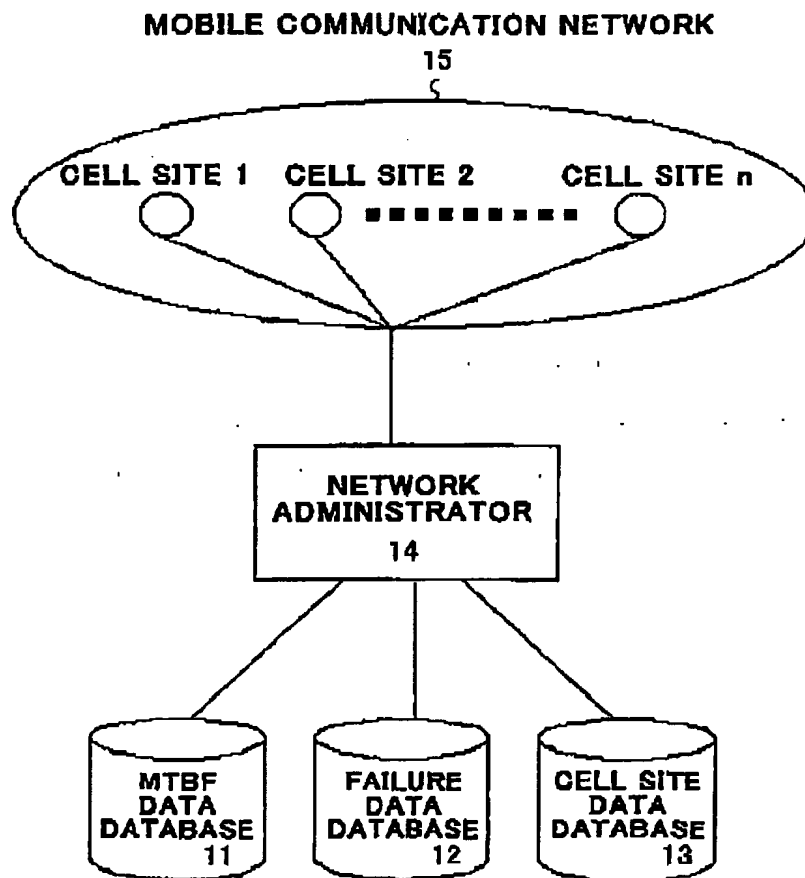 MOBILE COMMUNICATION NETWORK
15
CELL SITE 1 CELL SITE 2 CELL SITE n
NETWORK
ADMINISTRATOR
14
MTBF
DATA
DATABASE
11
FAILURE
DATA
DATABASE
12
CELL SITE
DATA
DATABASE
13